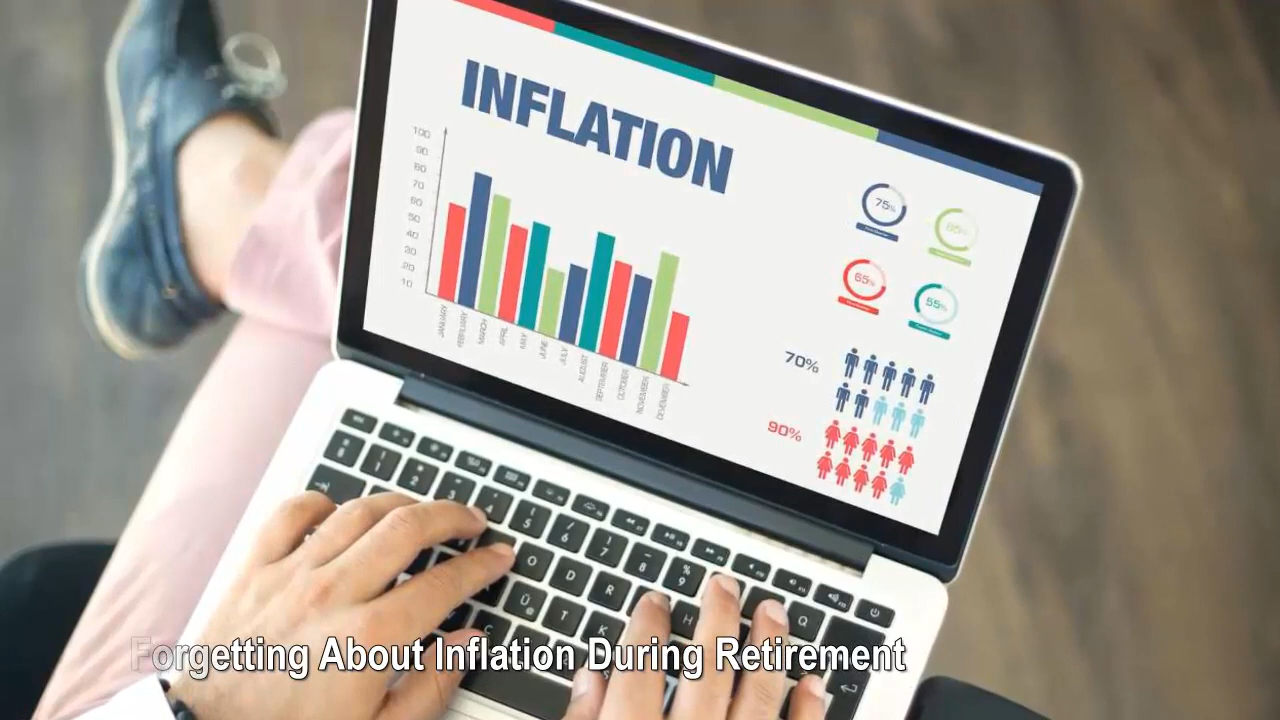 INFLATION
100
90
80
70
60
50
40
30
20
10
JANUARY
FEBRUARY
MARCH
APRIL
MAY
JUNE
JULY
AUGUST
SEPTEMBER
OCTOBER
NOVEMBER
75%
85%
65%
55%
70%
90%
Forgetting About Inflation During Retirement